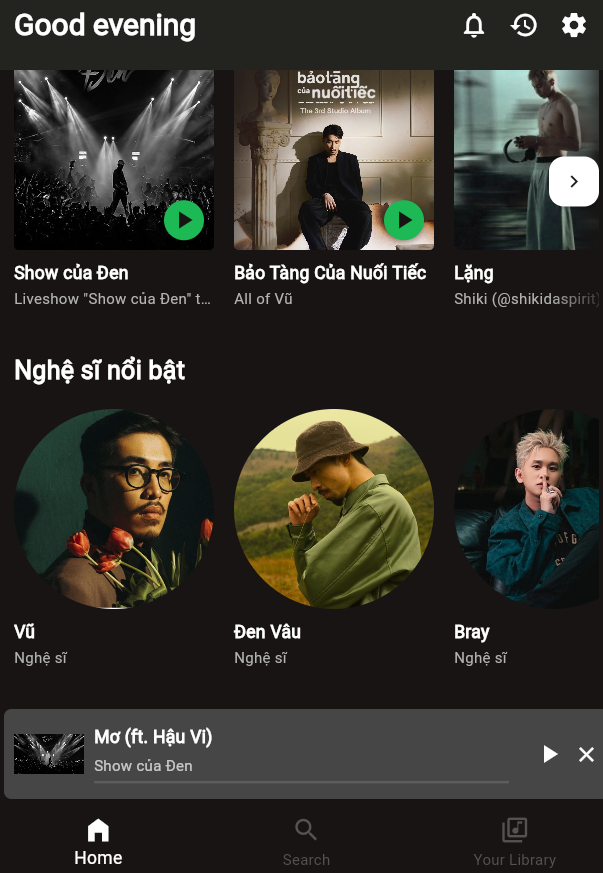 Good evening
Đen
bảo tàng
của nuối tiếc
The 3rd Studio Album
Show của Đen
Liveshow "Show của Đen" t...
Bảo Tàng Của Nuối Tiếc
All of Vũ
Lặng
Shiki (@shikidaspirit)
Nghệ sĩ nổi bật
Vũ
Nghệ sĩ
Đen Vâu
Nghệ sĩ
Bray
Nghệ sĩ
Mơ (ft. Hậu Vi)
Show của Đen
Home
Search
Your Library